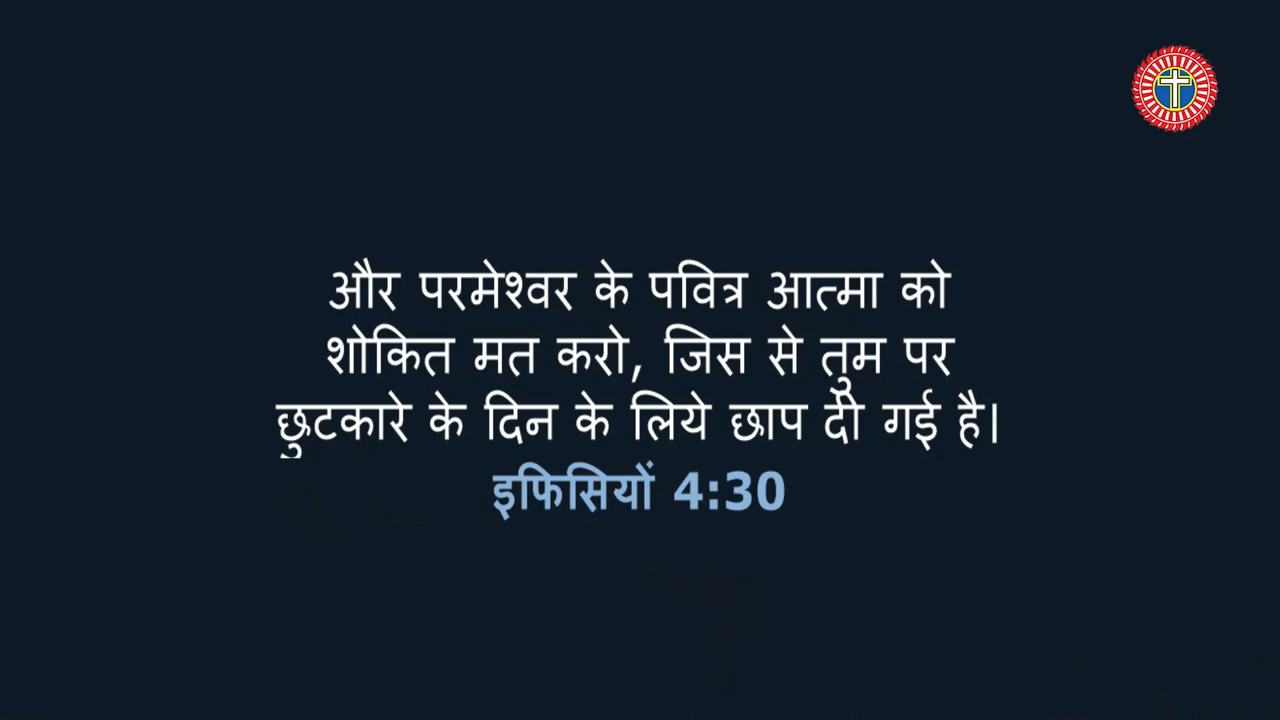 और परमेश्वर के पवित्र आत्मा को
शोकित मत करो, जिस से तुम पर
छुटकारे के दिन के लिये छाप दी गई है।
इफिसियों 4:30